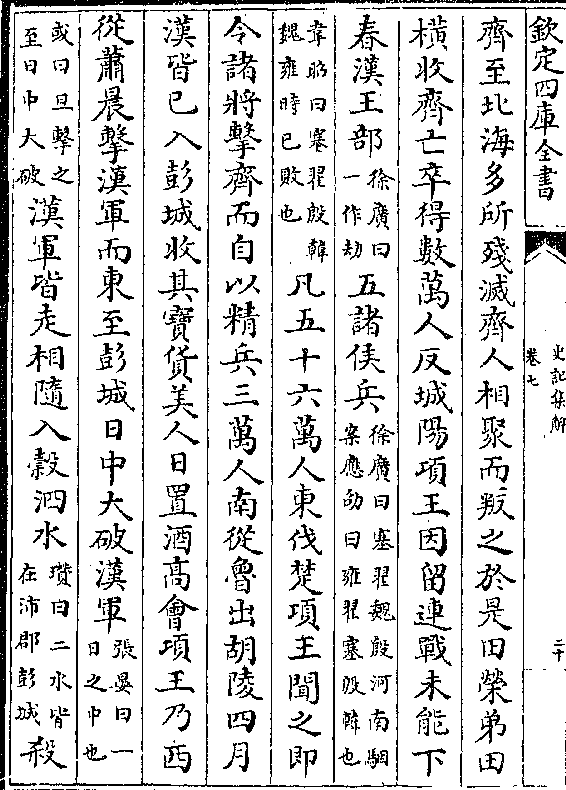 欽定四庫全書
史記集解
卷七
二十
齊至北海多所殘滅齊人相聚而叛之於是田榮弟田
橫收齊亡卒得數萬人反城陽項王因留連戰未能下
春漢王部徐廣曰一作劫五諸侯兵徐廣曰塞翟魏殷河南駰案應劭曰雍翟塞殷韓也
韋昭曰塞翟殷韓魏雍時已敗也凡五十六萬人東伐楚項王聞之即
令諸將擊齊而自以精兵三萬人南從魯出胡陵四月
漢皆已入彭城收其寶貨美人日置酒高會項王乃西
從蕭晨擊漢軍而東至彭城日中大破漢軍張晏曰一日之中也
或曰旦擊之至日中大破漢軍皆走相隨入穀泗水瓚曰二水皆在沛郡彭城殺